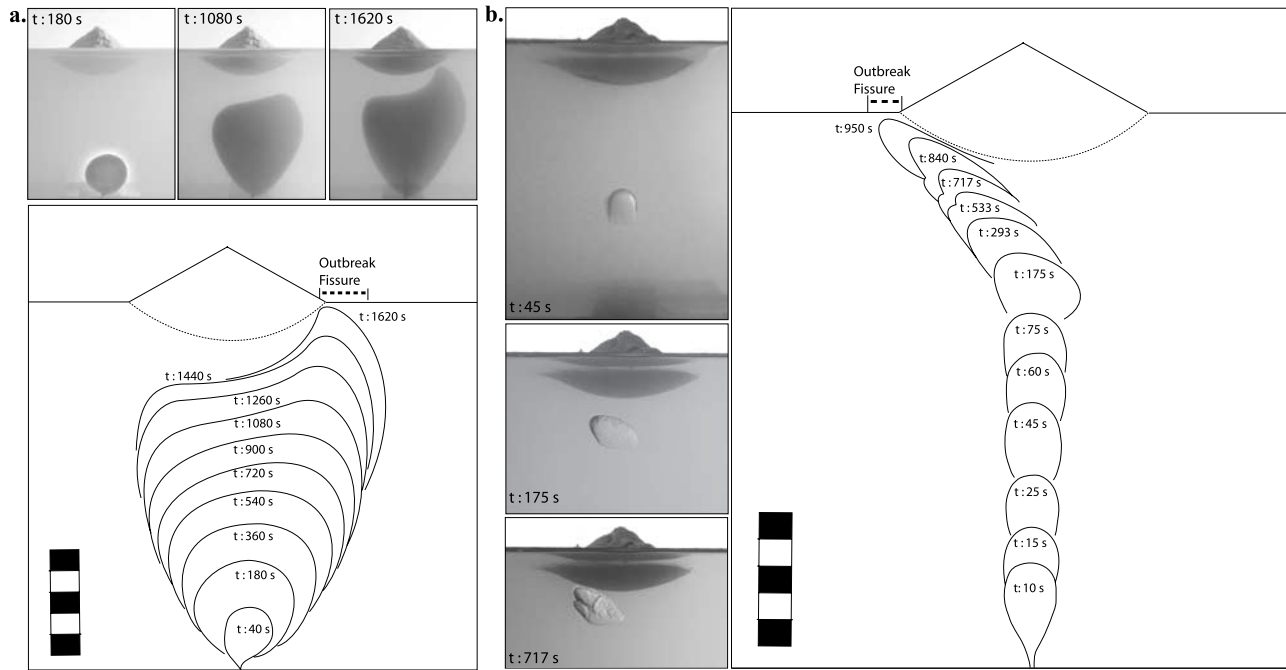 a.
t:180 s
t:1080 s
t:1620 s
Outbreak
Fissure
t:1620 s
t:1440 s
t:1260 s
t:1080 s
t:900 s
t:720 s
t:540 s
t:360 s
t:180 s
t:40 s
b.
t:45 s
t:175 s
t:717 s
Outbreak
Fissure
t:950 s
t:840 s
t:717 s
t:533 s
t:293 s
t:175 s
t:75 s
t:60 s
t:45 s
t:25 s
t:15 s
t:10 s